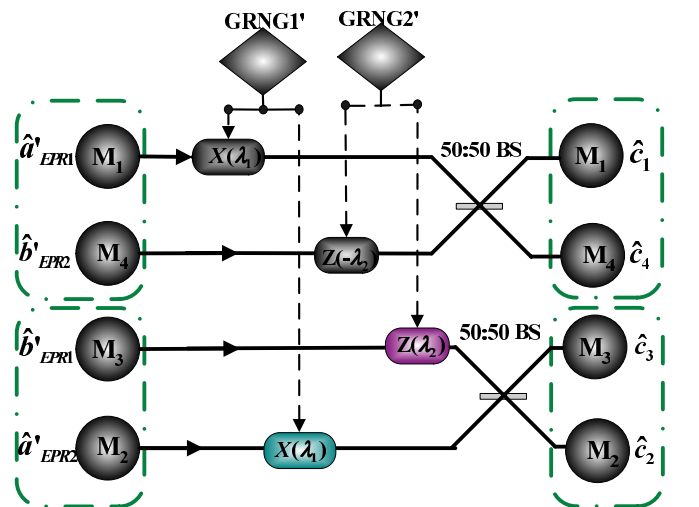 GRNG1' GRNG2'
â'EPR1 M₁ X(λ₁) 50:50 BS M₁ ĉ₁
b̂'EPR2 M₄ Z(-λ₂) M₄ ĉ₄
b̂'EPR1 M₃ Z(λ₂) 50:50 BS M₃ ĉ₃
â'EPR2 M₂ X(λ₁) M₂ ĉ₂